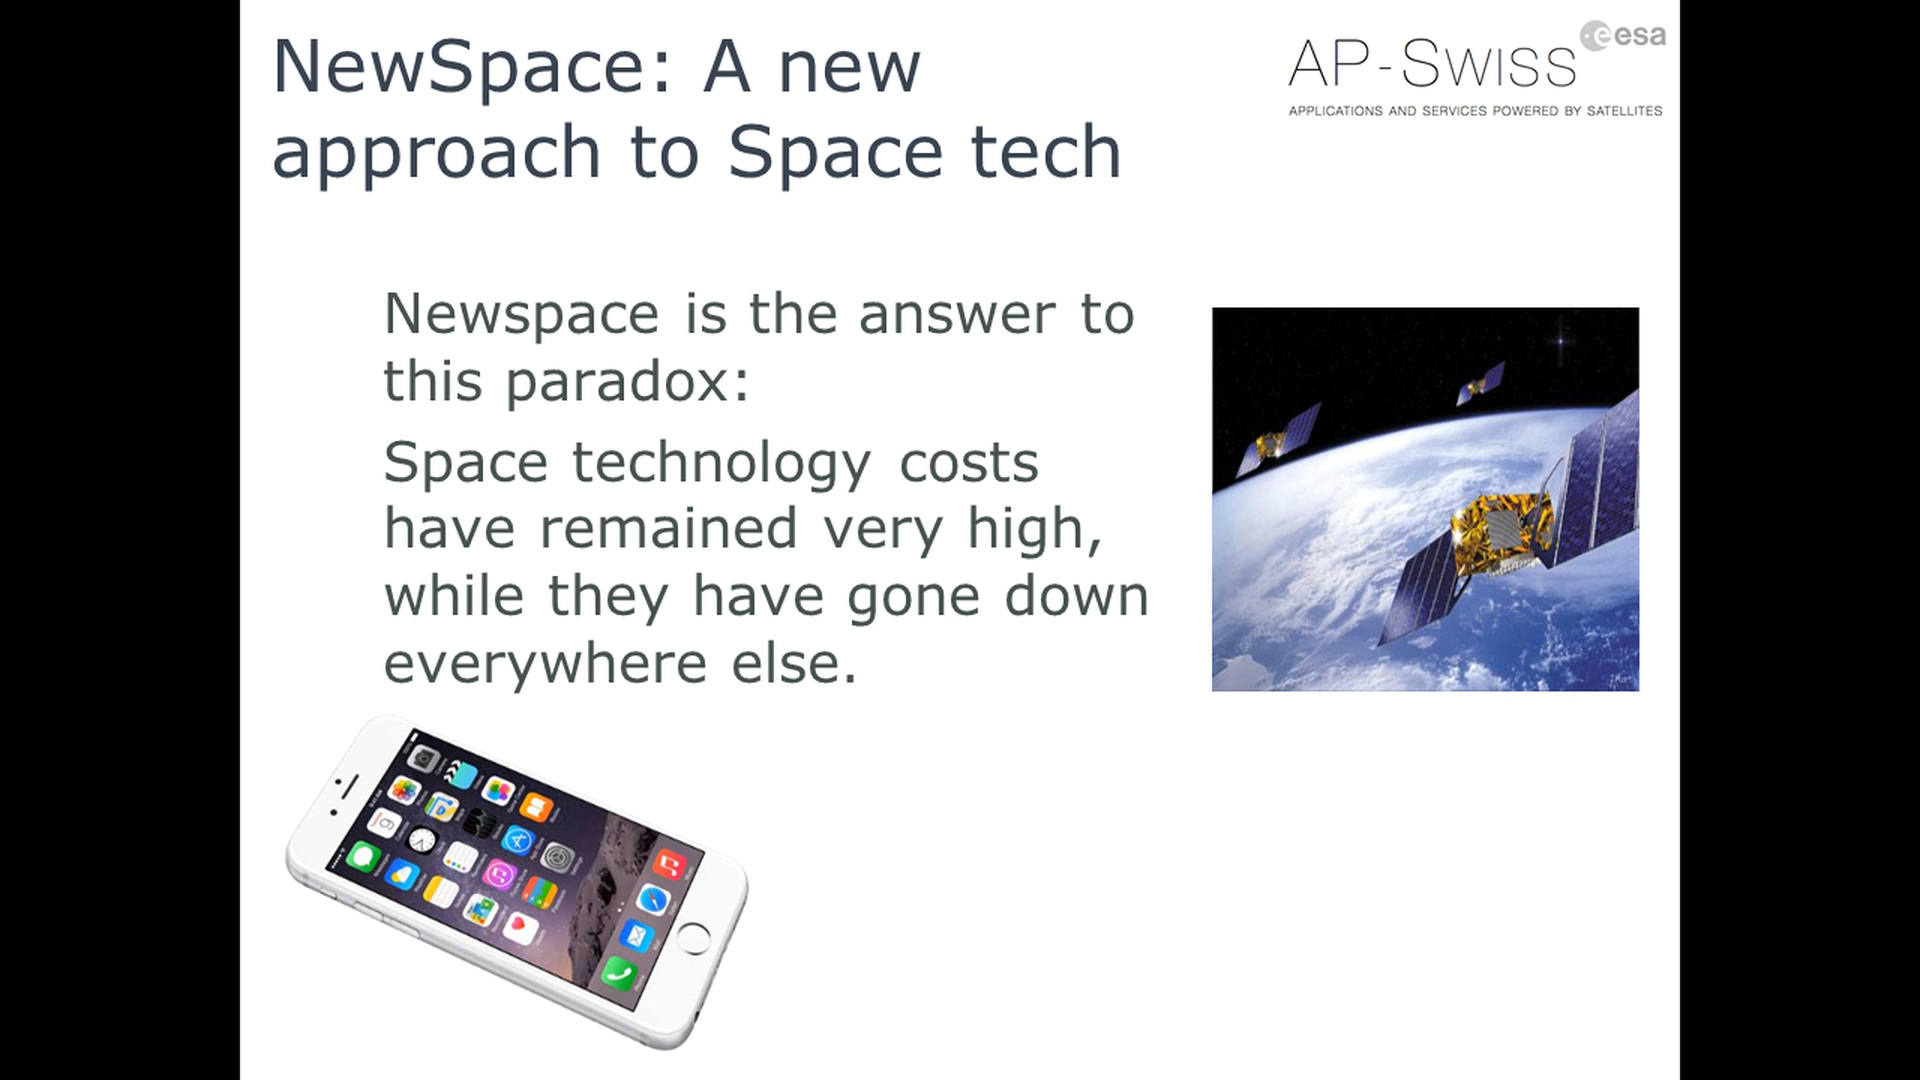 NewSpace: A new
approach to Space tech
esa
AP-Swiss
APPLICATIONS AND SERVICES POWERED BY SATELLITES
Newspace is the answer to
this paradox:
Space technology costs
have remained very high,
while they have gone down
everywhere else.